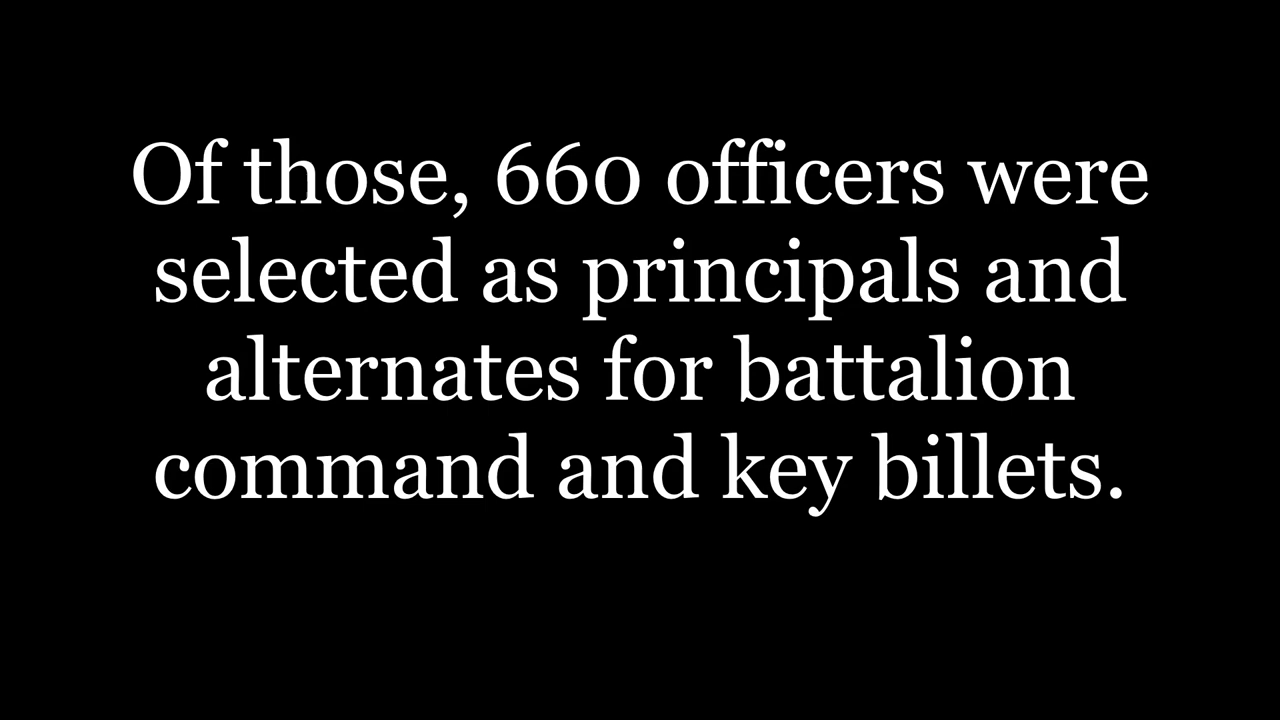 Of those, 660 officers were
selected as principals and
alternates for battalion
command and key billets.